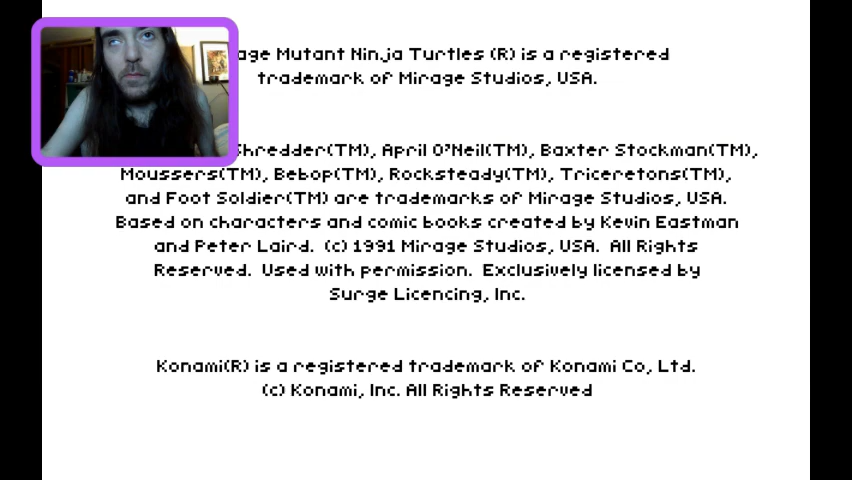 age Mutant Ninja Turtles (R) is a registered
trademark of Mirage Studios, USA.
Shredder(TM), April O'Neil(TM), Baxter Stockman(TM),
Moussers(TM), Bebop(TM), Rocksteady(TM), Triceretons(TM),
and Foot Soldier(TM) are trademarks of Mirage Studios, USA.
Based on characters and comic books created by Kevin Eastman
and Peter Laird. (c) 1991 Mirage Studios, USA. All Rights
Reserved. Used with permission. Exclusively licensed by
Surge Licencing, Inc.
Konami(R) is a registered trademark of Konami Co, Ltd.
(c) Konami, Inc. All Rights Reserved